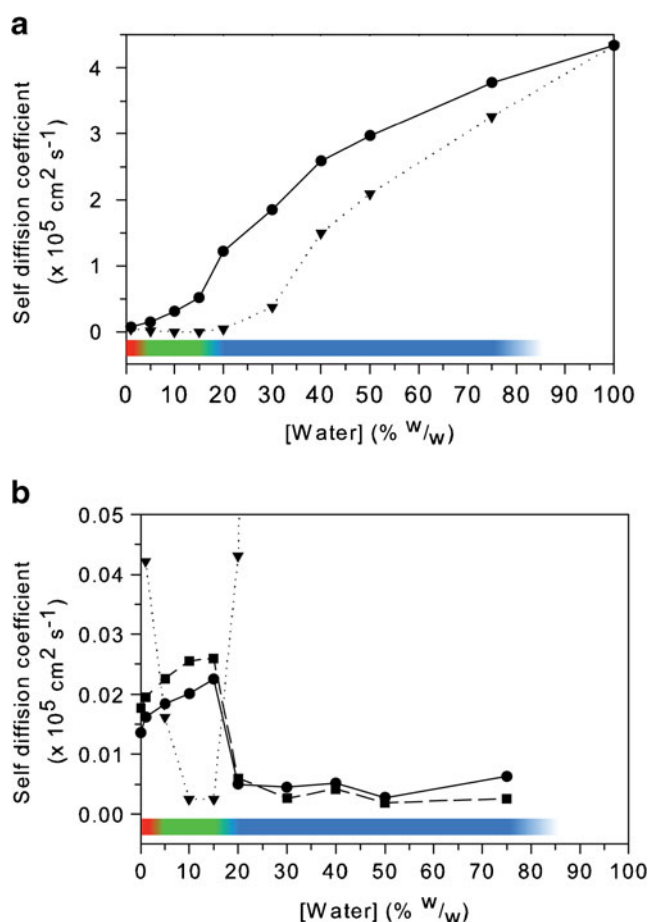 a
Self diffision coefficient
(x 10⁵ cm² s⁻¹)
4
3
2
1
0
0 10 20 30 40 50 60 70 80 90 100
[Water] (% w/w)
b
Self diffision coefficient
(x 10⁵ cm² s⁻¹)
0.05
0.04
0.03
0.02
0.01
0.00
0 10 20 30 40 50 60 70 80 90 100
[Water] (% w/w)